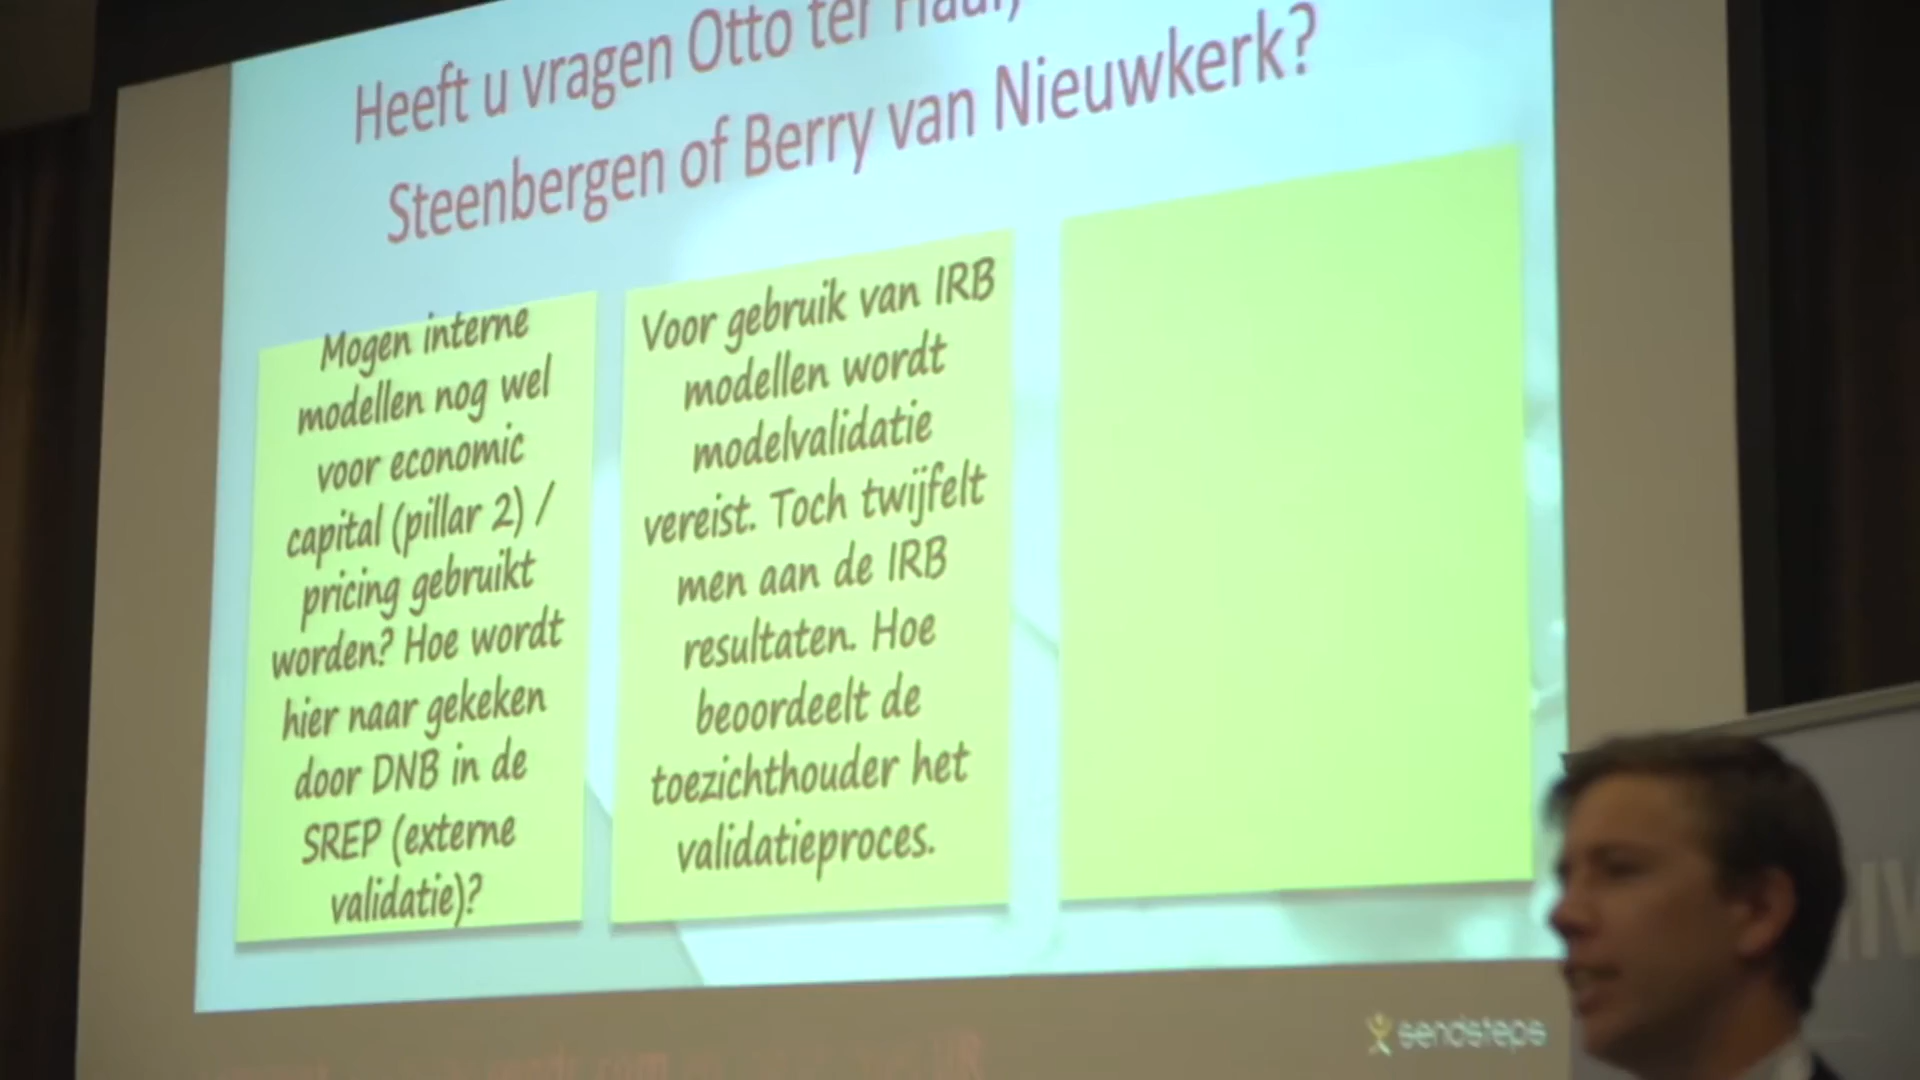 Heeft u vragen Otto ter Haar,
Steenbergen of Berry van Nieuwkerk?
Mogen interne
modellen nog wel
voor economic
capital (pillar 2) /
pricing gebruikt
worden? Hoe wordt
hier naar gekeken
door DNB in de
SREP (externe
validatie)?
Voor gebruik van IRB
modellen wordt
modelvalidatie
vereist. Toch twijfelt
men aan de IRB
resultaten. Hoe
beoordeelt de
toezichthouder het
validatieproces.
sendsteps